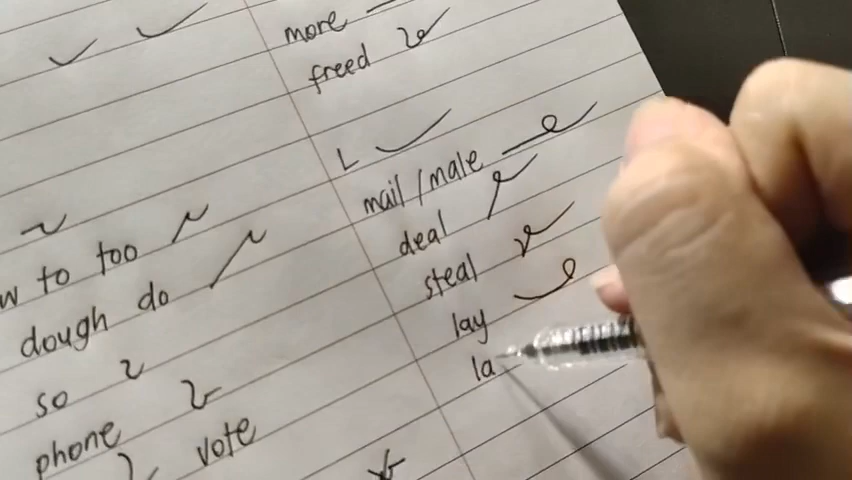 more
freed
L
mail/male
deal
steal
lay
la
to too
dough do
so
phone
vote